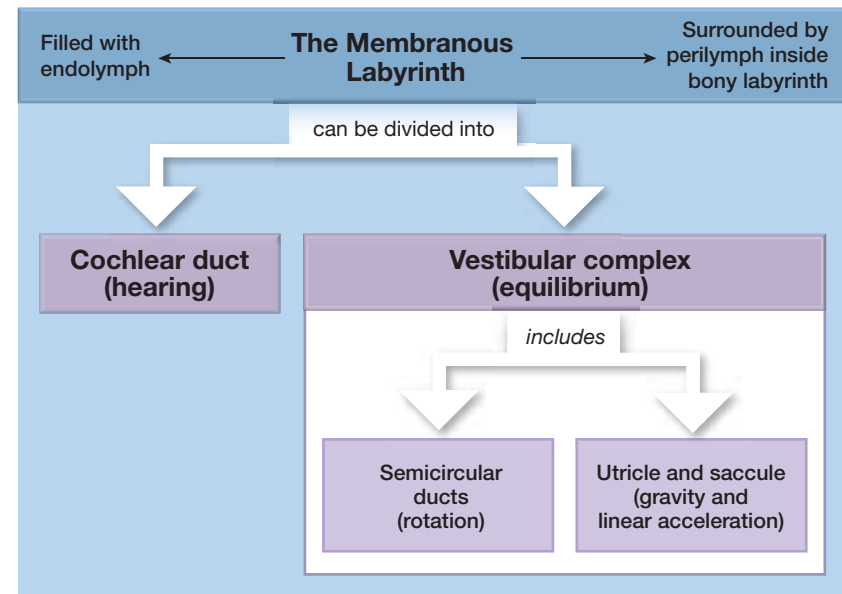 Filled with
endolymph
The Membranous
Labyrinth
Surrounded by
perilymph inside
bony labyrinth
can be divided into
Cochlear duct
(hearing)
Vestibular complex
(equilibrium)
includes
Semicircular
ducts
(rotation)
Utricle and saccule
(gravity and
linear acceleration)